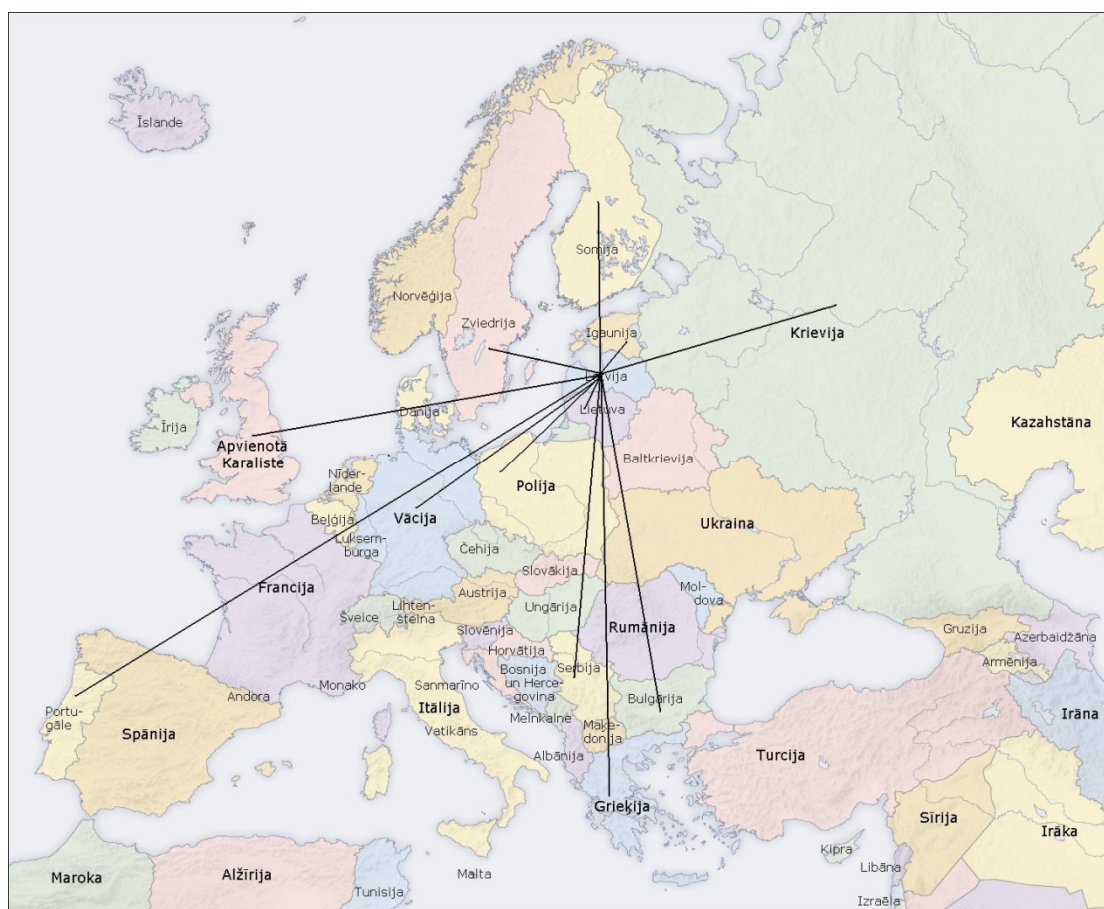 Īslande
Somija
Norvēģija
Zviedrija
Igaunija
Krievija
Latvija
Dānija
Lietuva
Kazahstāna
Īrija
Apvienotā
Karaliste
Baltkrievija
Nīder-
lande
Polija
Beļģija
Vācija
Ukraina
Luksem-
burga
Čehija
Slovākija
Francija
Austrija
Mol-
dova
Lihten-
šteina
Šveice
Ungārija
Rumānija
Slovēnija
Gruzija
Azerbaidžāna
Horvātija
Armēnija
Bosnija
un Herce-
govina
Serbija
Monako
Sanmarīno
Andora
Bulgārija
Portu-
gāle
Itālija
Irāna
Melnkalne
Spānija
Vatikāns
Maķe-
donija
Albānija
Turcija
Grieķija
Sīrija
Irāka
Kipra
Maroka
Alžīrija
Malta
Libāna
Tunisija
Izraēla